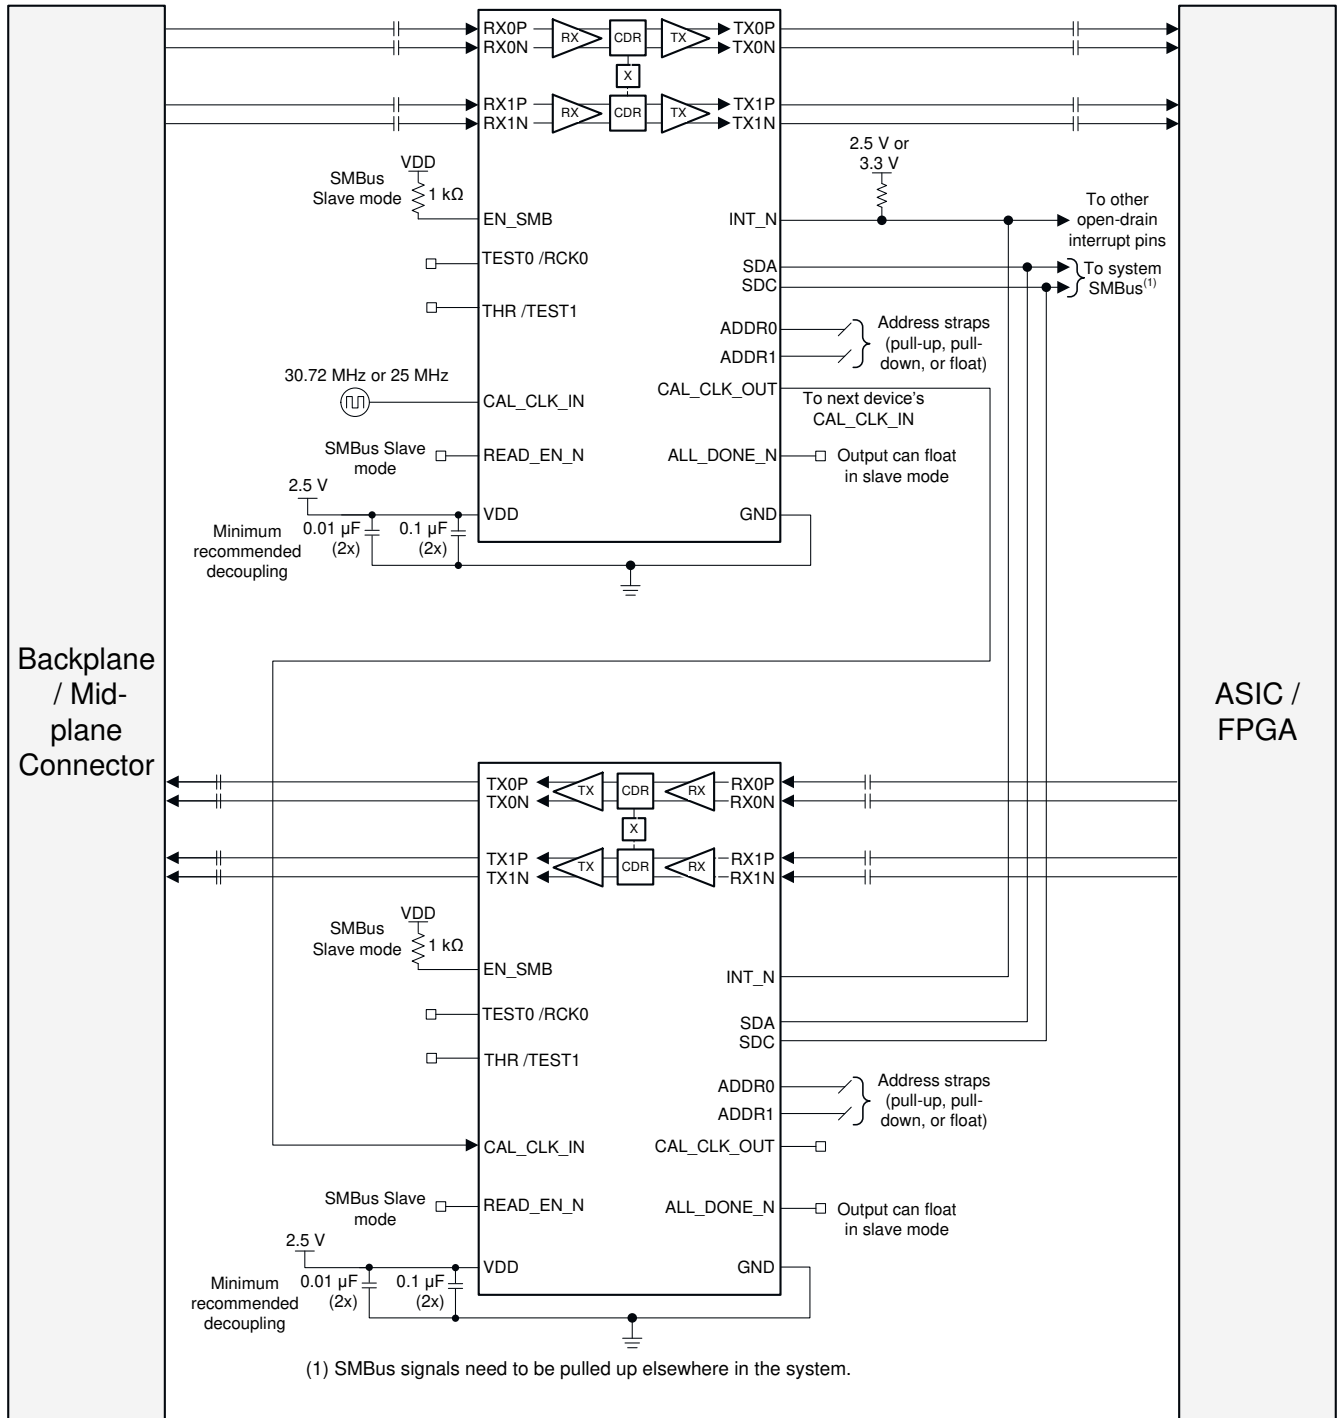 RX0P
RX0N
RX
CDR
TX
TX0P
TX0N
X
RX1P
RX1N
RX
CDR
TX
TX1P
TX1N
VDD
SMBus
Slave mode
1 kΩ
EN_SMB
TEST0 /RCK0
THR /TEST1
30.72 MHz or 25 MHz
CAL_CLK_IN
SMBus Slave
mode
READ_EN_N
2.5 V
VDD
Minimum
recommended
decoupling
0.01 µF
(2x)
0.1 µF
(2x)
2.5 V or
3.3 V
INT_N
To other
open-drain
interrupt pins
SDA
SDC
To system
SMBus(1)
ADDR0
ADDR1
Address straps
(pull-up, pull-
down, or float)
CAL_CLK_OUT
To next device's
CAL_CLK_IN
ALL_DONE_N
Output can float
in slave mode
GND
Backplane
/ Mid-
plane
Connector
ASIC /
FPGA
TX0P
TX0N
TX
CDR
RX
RX0P
RX0N
X
TX1P
TX1N
TX
CDR
RX
RX1P
RX1N
VDD
SMBus
Slave mode
1 kΩ
EN_SMB
TEST0 /RCK0
THR /TEST1
CAL_CLK_IN
SMBus Slave
mode
READ_EN_N
2.5 V
VDD
Minimum
recommended
decoupling
0.01 µF
(2x)
0.1 µF
(2x)
INT_N
SDA
SDC
ADDR0
ADDR1
Address straps
(pull-up, pull-
down, or float)
CAL_CLK_OUT
ALL_DONE_N
Output can float
in slave mode
GND
(1) SMBus signals need to be pulled up elsewhere in the system.